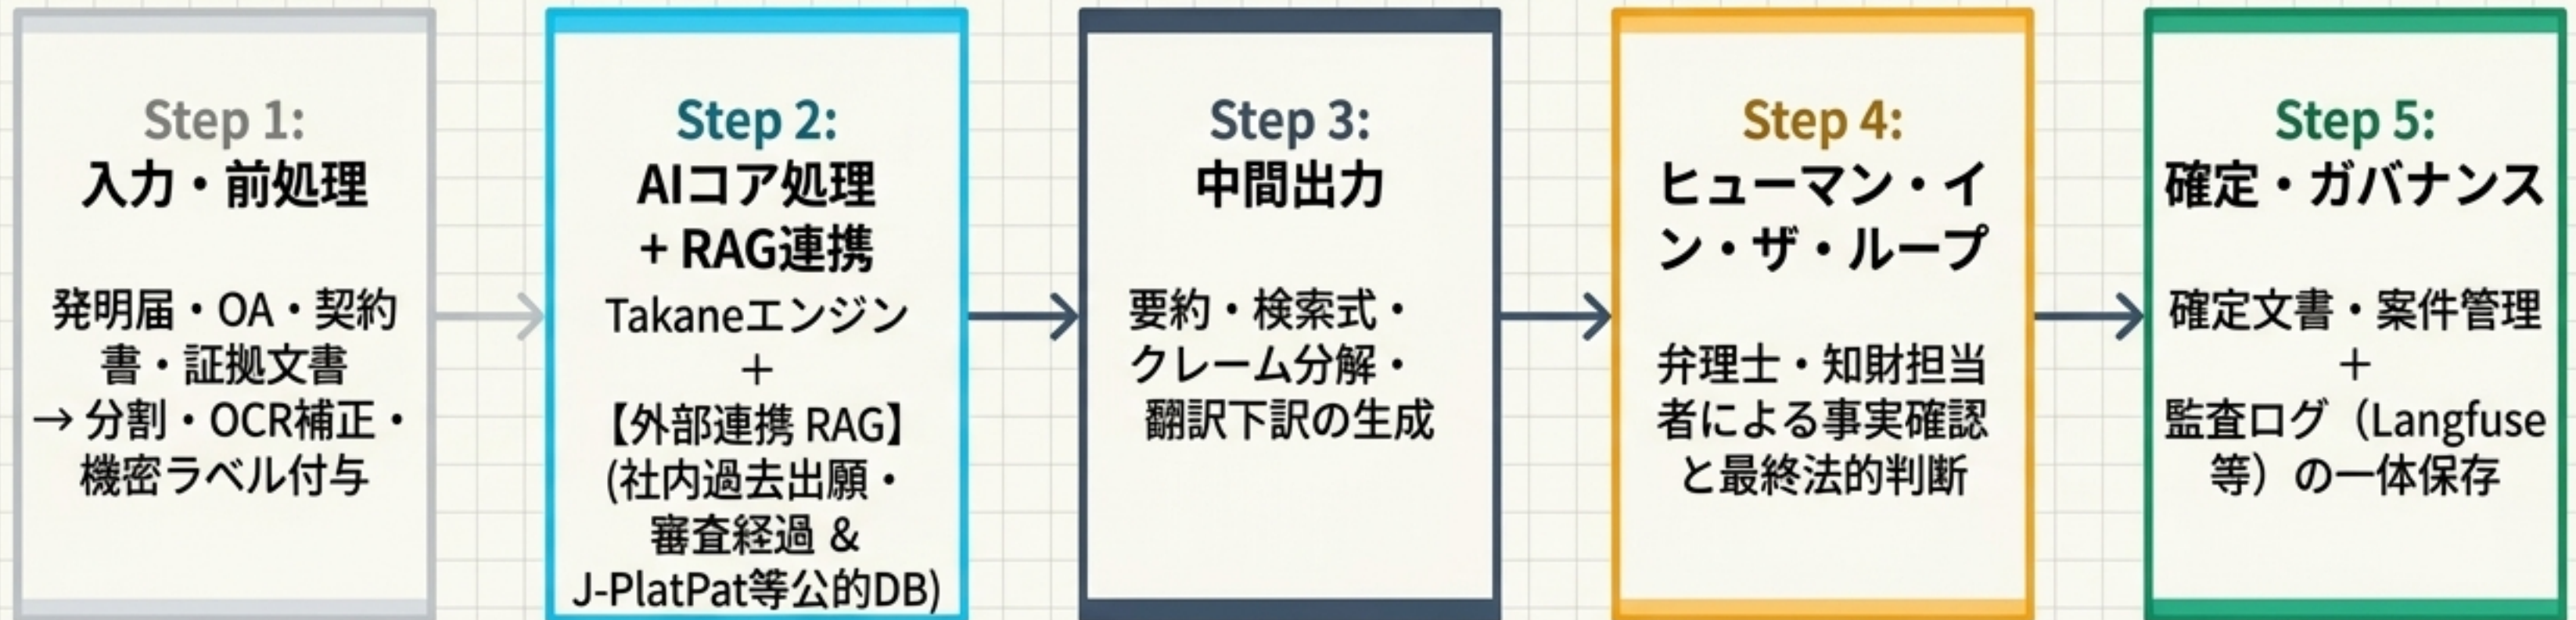 Step 1:
入力・前処理
発明届・OA・契約
書・証拠文書
→ 分割・OCR補正・
機密ラベル付与
Step 2:
AIコア処理
+ RAG連携
Takaneエンジン
+
【外部連携 RAG】
(社内過去出願・
審査経過 &
J-PlatPat等公的DB)
Step 3:
中間出力
要約・検索式・
クレーム分解・
翻訳下訳の生成
Step 4:
ヒューマン・イ
ン・ザ・ループ
弁理士・知財担当
者による事実確認
と最終法的判断
Step 5:
確定・ガバナンス
確定文書・案件管理
+
監査ログ（Langfuse
等）の一体保存